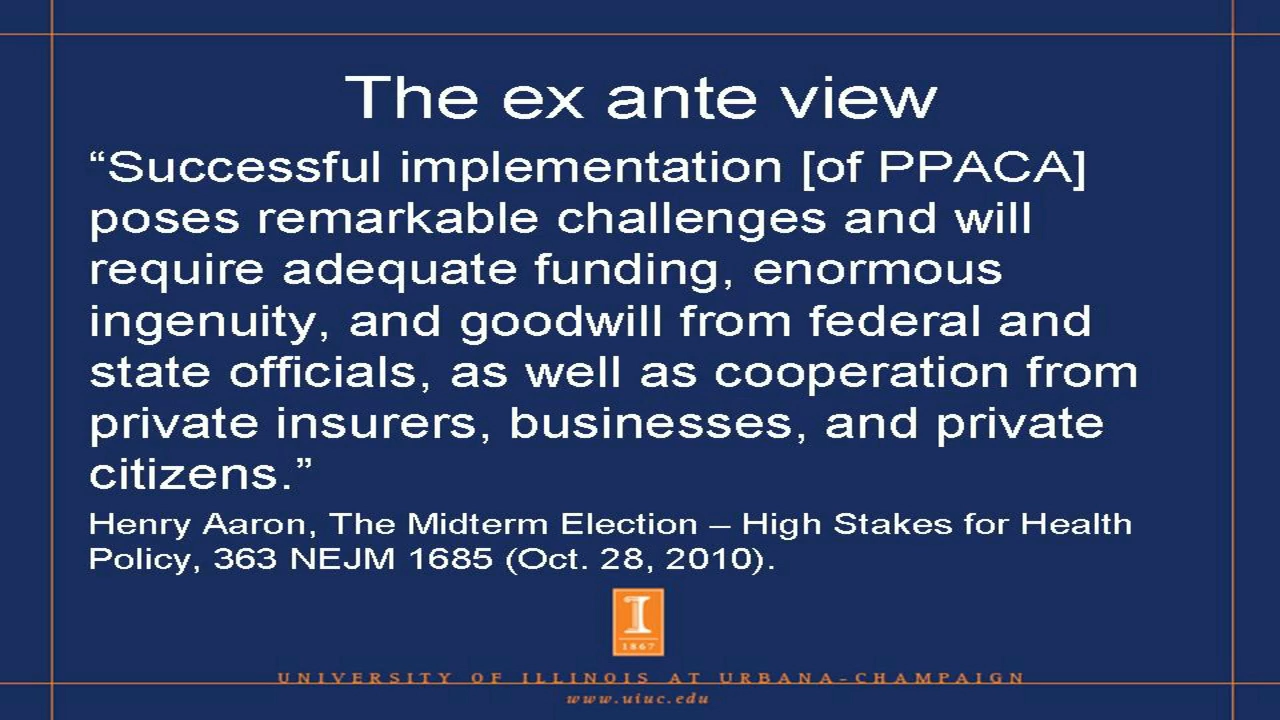 The ex ante view
“Successful implementation [of PPACA]
poses remarkable challenges and will
require adequate funding, enormous
ingenuity, and goodwill from federal and
state officials, as well as cooperation from
private insurers, businesses, and private
citizens.”
Henry Aaron, The Midterm Election – High Stakes for Health
Policy, 363 NEJM 1685 (Oct. 28, 2010).
I
1867
UNIVERSITY OF ILLINOIS AT URBANA-CHAMPAIGN
www.uiuc.edu